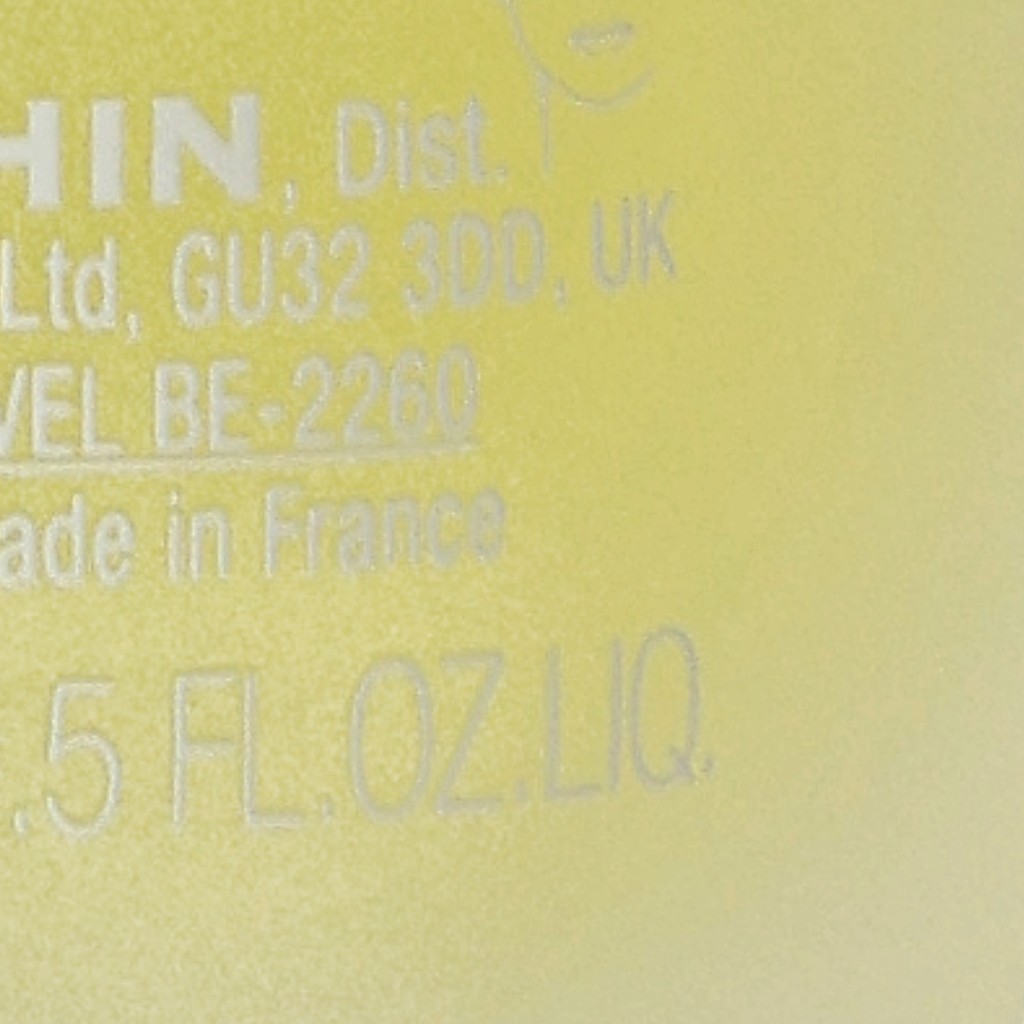 HIN, Dist.
Ltd, GU32 3DD, UK
VEL BE-2260
ade in France
.5 FL.OZ.LIQ.